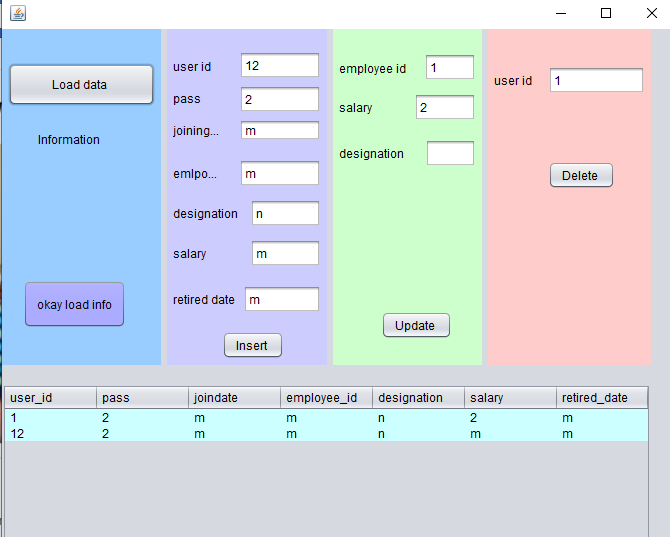 Load data
Information
okay load info
user id 12
pass 2
joining... m
emlpo... m
designation n
salary m
retired date m
Insert
employee id 1
salary 2
designation
Update
user id 1
Delete
user_id pass joindate employee_id designation salary retired_date
1 2 m m n 2 m
12 2 m m n m m